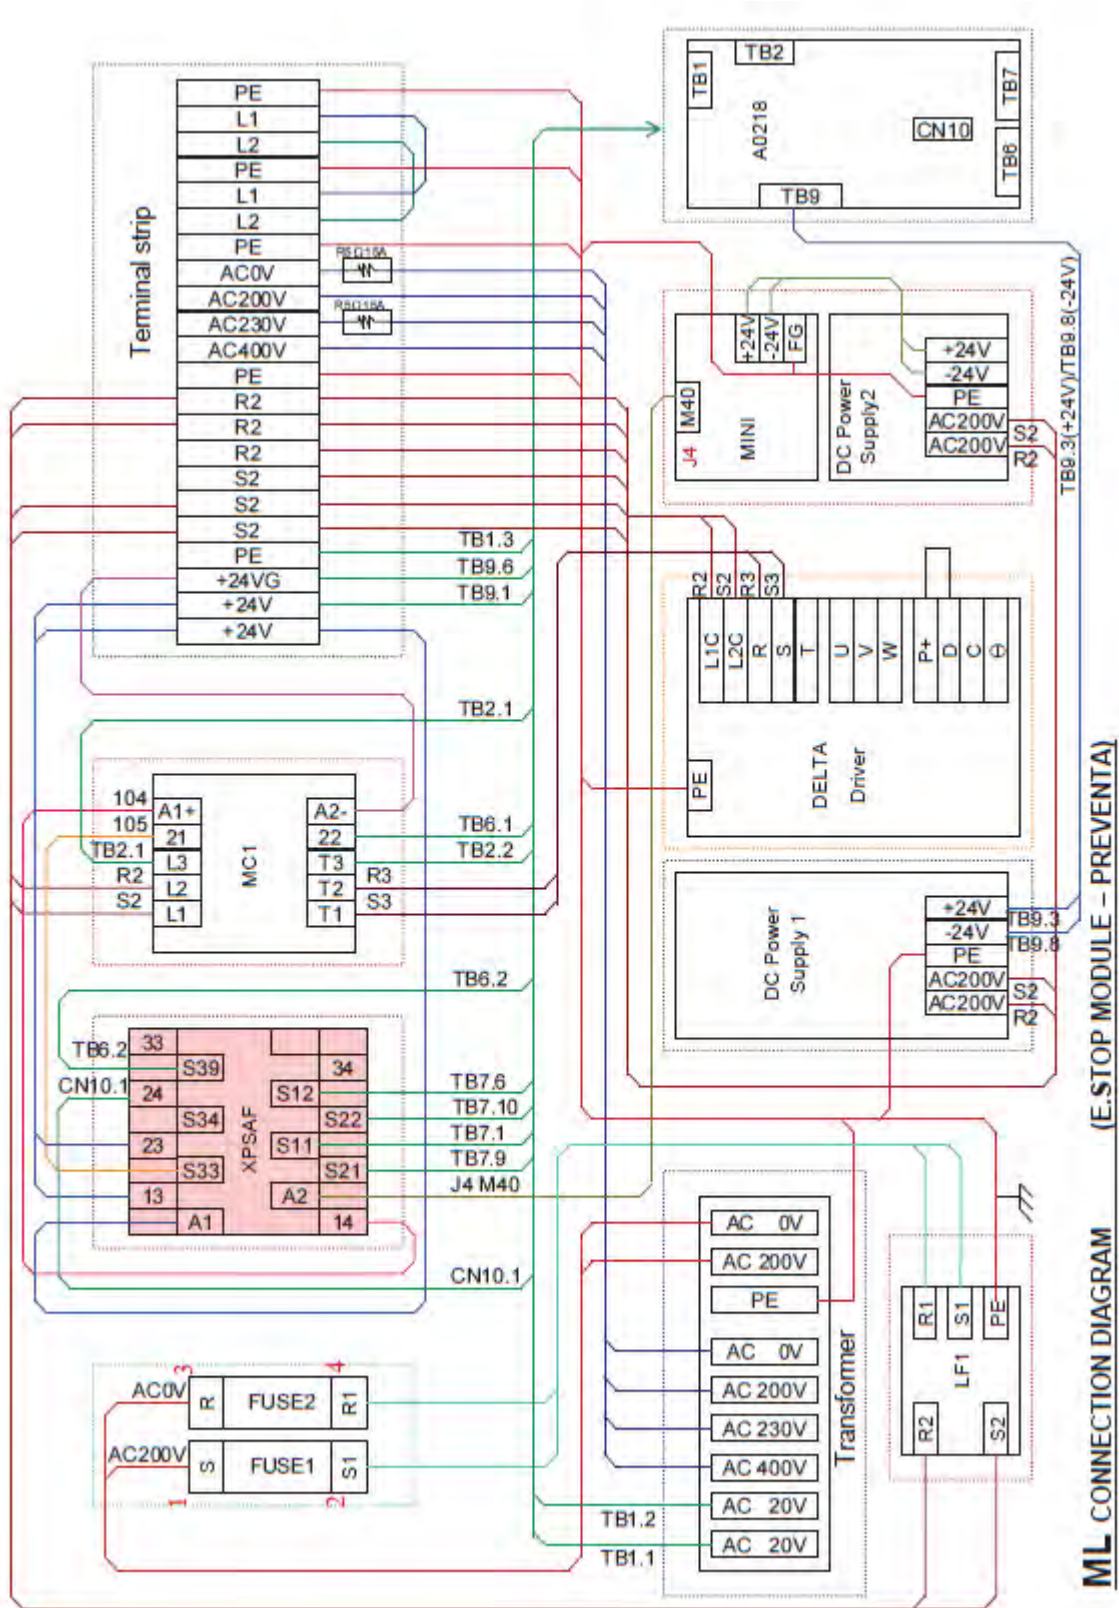 TB1
TB2
TB7
TB6
CN10
A0218
TB9
Terminal strip
PE
L1
L2
PE
L1
L2
PE
AC0V
AC200V
AC230V
AC400V
PE
R2
R2
R2
S2
S2
S2
PE
+24VG
+24V
+24V
TB1.3
TB9.6
TB9.1
M40
J4
MINI
+24V
-24V
FG
DC Power
Supply2
+24V
-24V
PE
AC200V
AC200V
S2
R2
TB9.3(+24V)/TB9.8(-24V)
TB2.1
R2
S2
R3
S3
L1C
L2C
R
S
T
U
V
W
P+
D
C
PE
DELTA
Driver
104
105
TB2.1
R2
S2
A1+
21
L3
L2
L1
MC1
A2-
22
T3
T2
T1
TB6.1
TB2.2
R3
S3
DC Power
Supply 1
+24V
-24V
PE
AC200V
AC200V
TB9.3
TB9.8
S2
R2
TB6.2
TB6.2
CN10.1
33
S39
24
S34
23
S33
13
A1
XPSAF
34
S12
S22
S11
S21
A2
14
TB7.6
TB7.10
TB7.1
TB7.9
J4 M40
CN10.1
AC0V
3
R
FUSE2
R1
4
AC200V
1
S
FUSE1
S1
2
AC 0V
AC 200V
PE
AC 0V
AC 200V
AC 230V
AC 400V
AC 20V
AC 20V
Transformer
TB1.2
TB1.1
R1
S1
PE
LF1
R2
S2
ML CONNECTION DIAGRAM (E.STOP MODULE – PREVENTA)